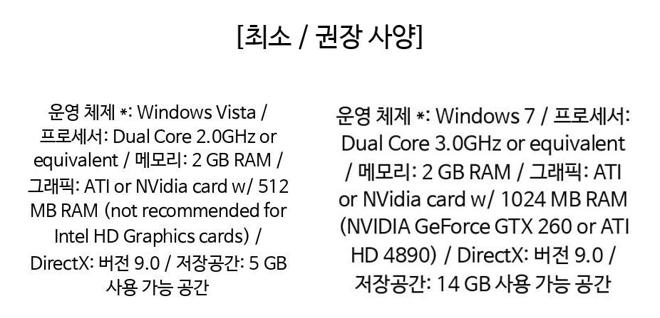 [최소 / 권장 사양]
운영 체제 *: Windows Vista /
프로세서: Dual Core 2.0GHz or
equivalent / 메모리: 2 GB RAM /
그래픽: ATI or NVidia card w/ 512
MB RAM (not recommended for
Intel HD Graphics cards) /
DirectX: 버전 9.0 / 저장공간: 5 GB
사용 가능 공간
운영 체제 *: Windows 7 / 프로세서:
Dual Core 3.0GHz or equivalent
/ 메모리: 2 GB RAM / 그래픽: ATI
or NVidia card w/ 1024 MB RAM
(NVIDIA GeForce GTX 260 or ATI
HD 4890) / DirectX: 버전 9.0 /
저장공간: 14 GB 사용 가능 공간